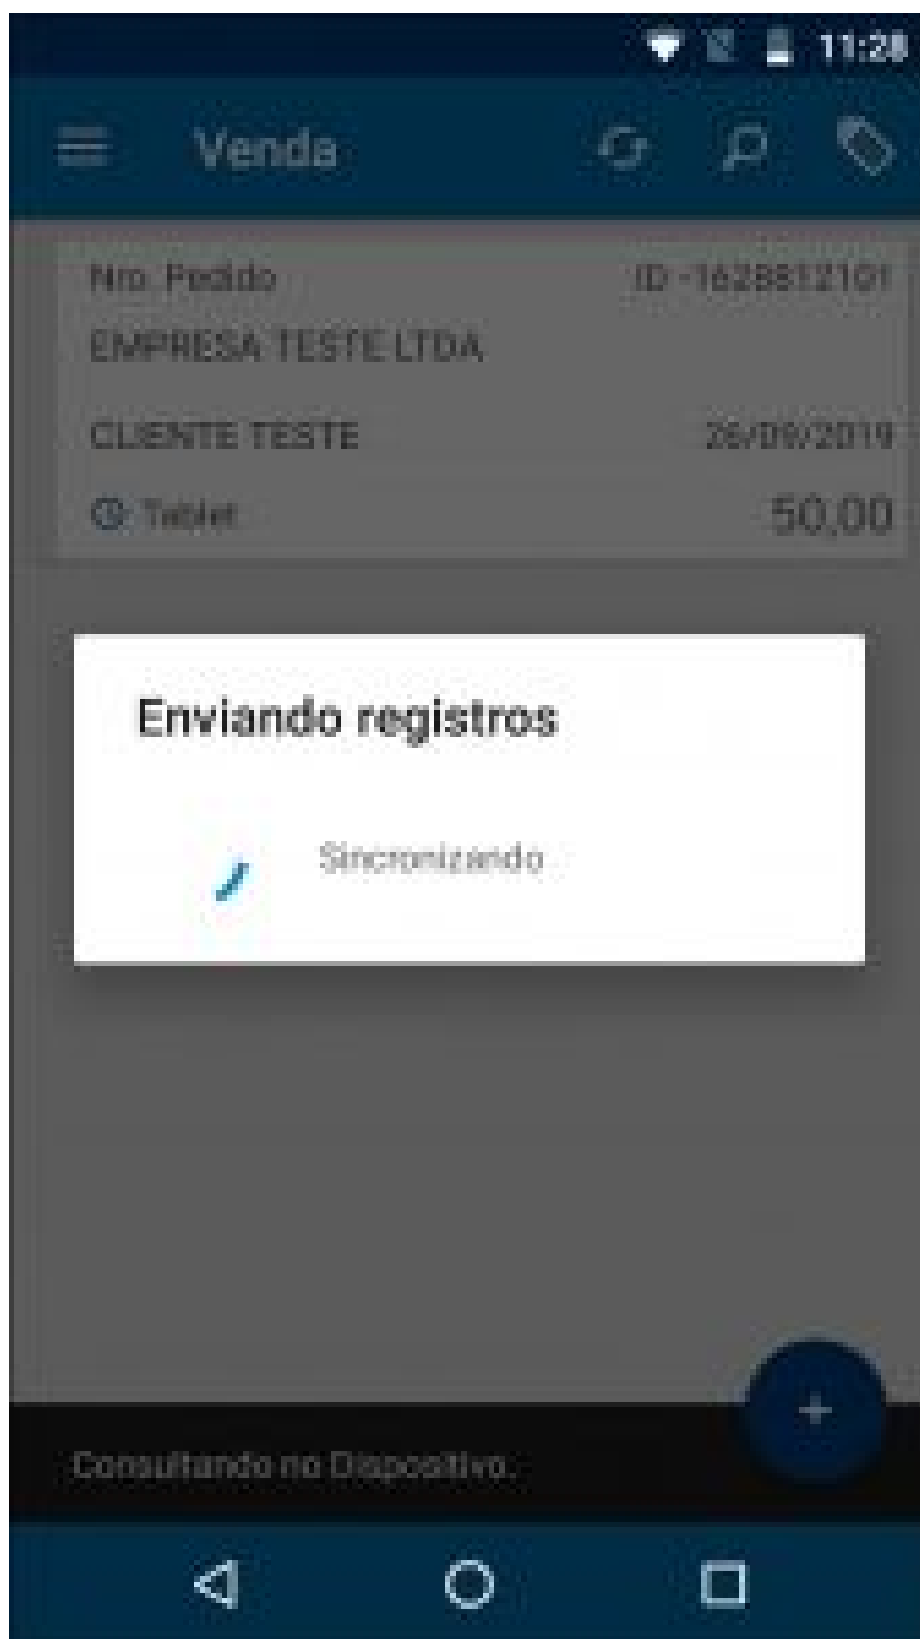 11:28
Venda
Nro. Pedido ID -1628812101
EMPRESA TESTE LTDA
CLIENTE TESTE 26/09/2019
Tablet 50,00
Enviando registros
Sincronizando
Consultando no Dispositivo.